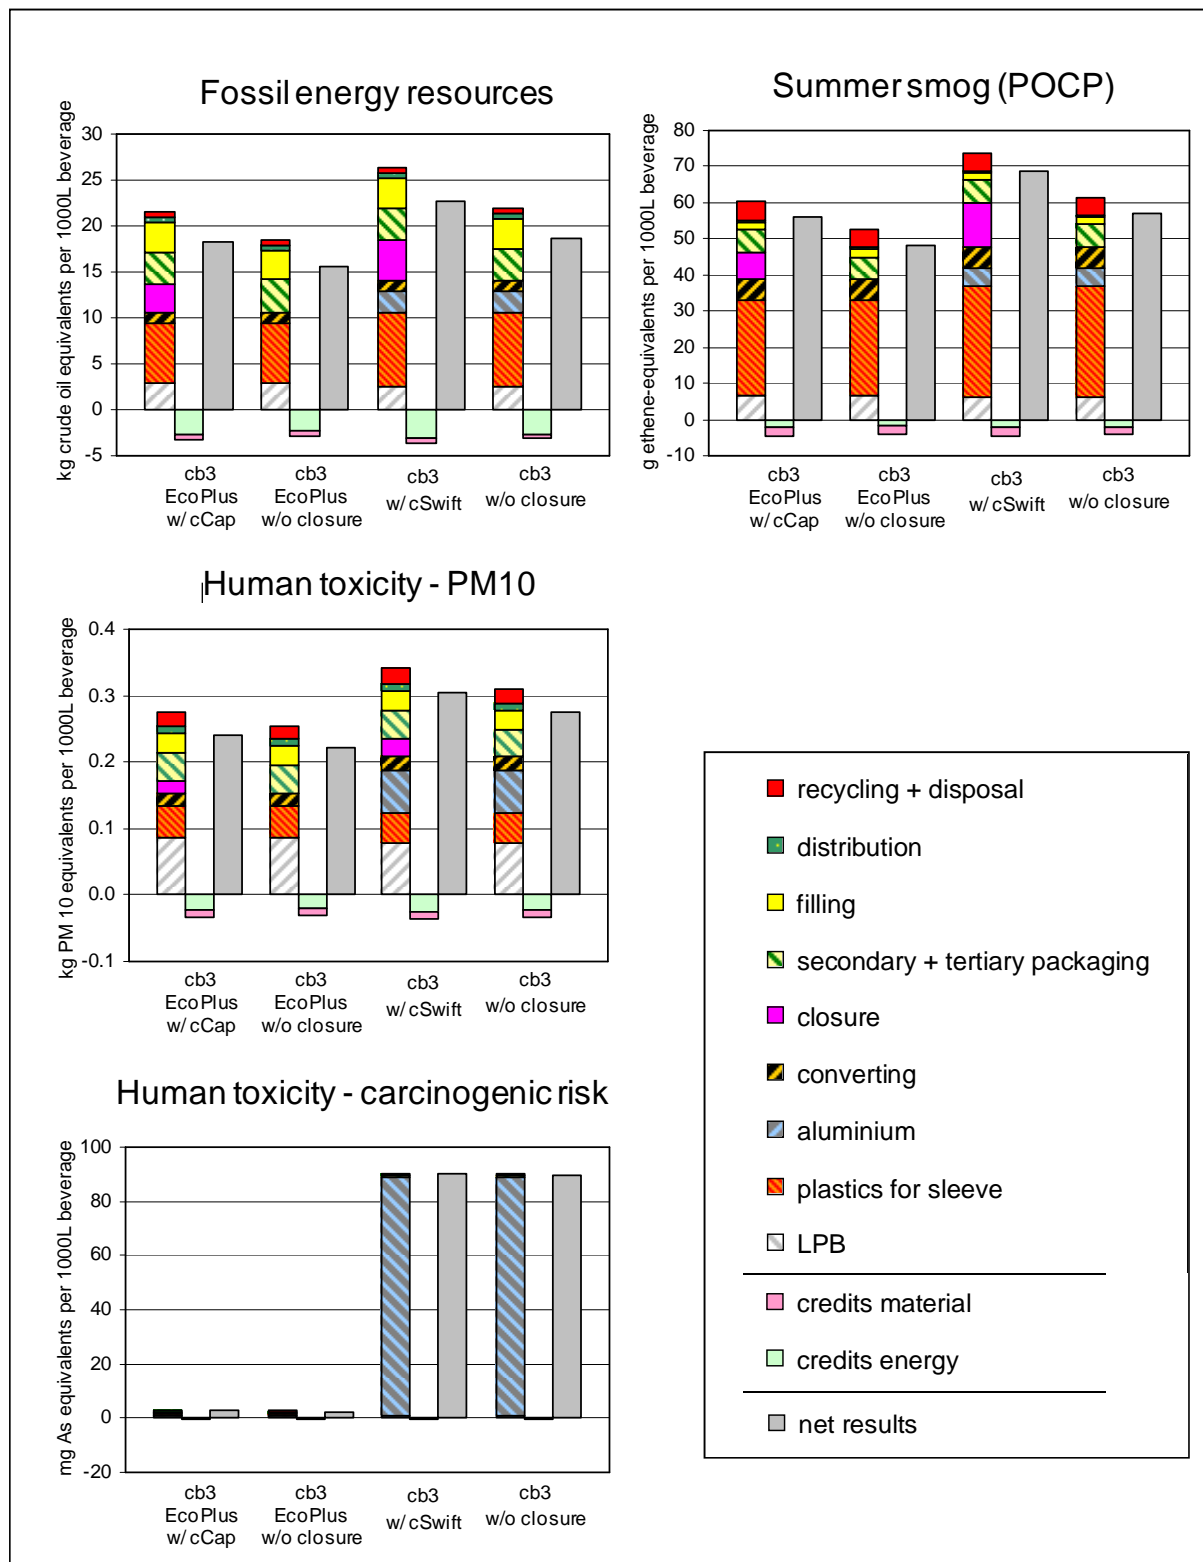 Fossil energy resources
kg crude oil equivalents per 1000L beverage
30
25
20
15
10
5
0
-5
cb3
EcoPlus
w/ cCap
cb3
EcoPlus
w/o closure
cb3
w/ cSwift
cb3
w/o closure
Summer smog (POCP)
g ethene-equivalents per 1000L beverage
80
70
60
50
40
30
20
10
0
-10
cb3
EcoPlus
w/ cCap
cb3
EcoPlus
w/o closure
cb3
w/ cSwift
cb3
w/o closure
Human toxicity - PM10
kg PM 10 equivalents per 1000L beverage
0.4
0.3
0.2
0.1
0.0
-0.1
cb3
EcoPlus
w/ cCap
cb3
EcoPlus
w/o closure
cb3
w/ cSwift
cb3
w/o closure
Human toxicity - carcinogenic risk
mg As equivalents per 1000L beverage
100
80
60
40
20
0
-20
cb3
EcoPlus
w/ cCap
cb3
EcoPlus
w/o closure
cb3
w/ cSwift
cb3
w/o closure
recycling + disposal
distribution
filling
secondary + tertiary packaging
closure
converting
aluminium
plastics for sleeve
LPB
credits material
credits energy
net results